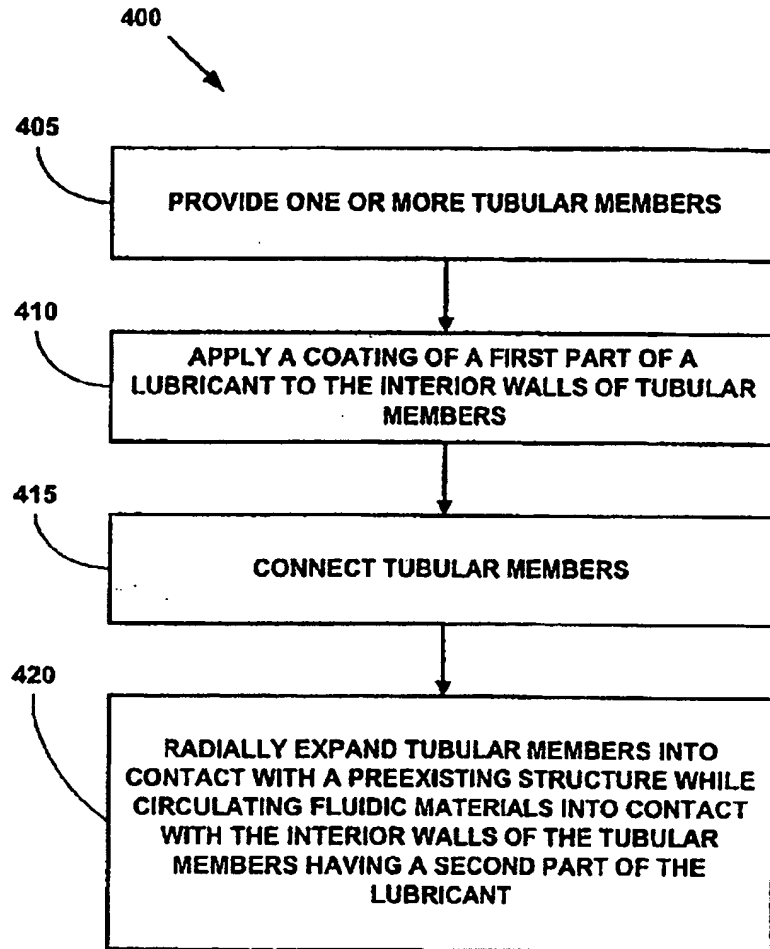 400
405
PROVIDE ONE OR MORE TUBULAR MEMBERS
410
APPLY A COATING OF A FIRST PART OF A
LUBRICANT TO THE INTERIOR WALLS OF TUBULAR
MEMBERS
415
CONNECT TUBULAR MEMBERS
420
RADIALLY EXPAND TUBULAR MEMBERS INTO
CONTACT WITH A PREEXISTING STRUCTURE WHILE
CIRCULATING FLUIDIC MATERIALS INTO CONTACT
WITH THE INTERIOR WALLS OF THE TUBULAR
MEMBERS HAVING A SECOND PART OF THE
LUBRICANT